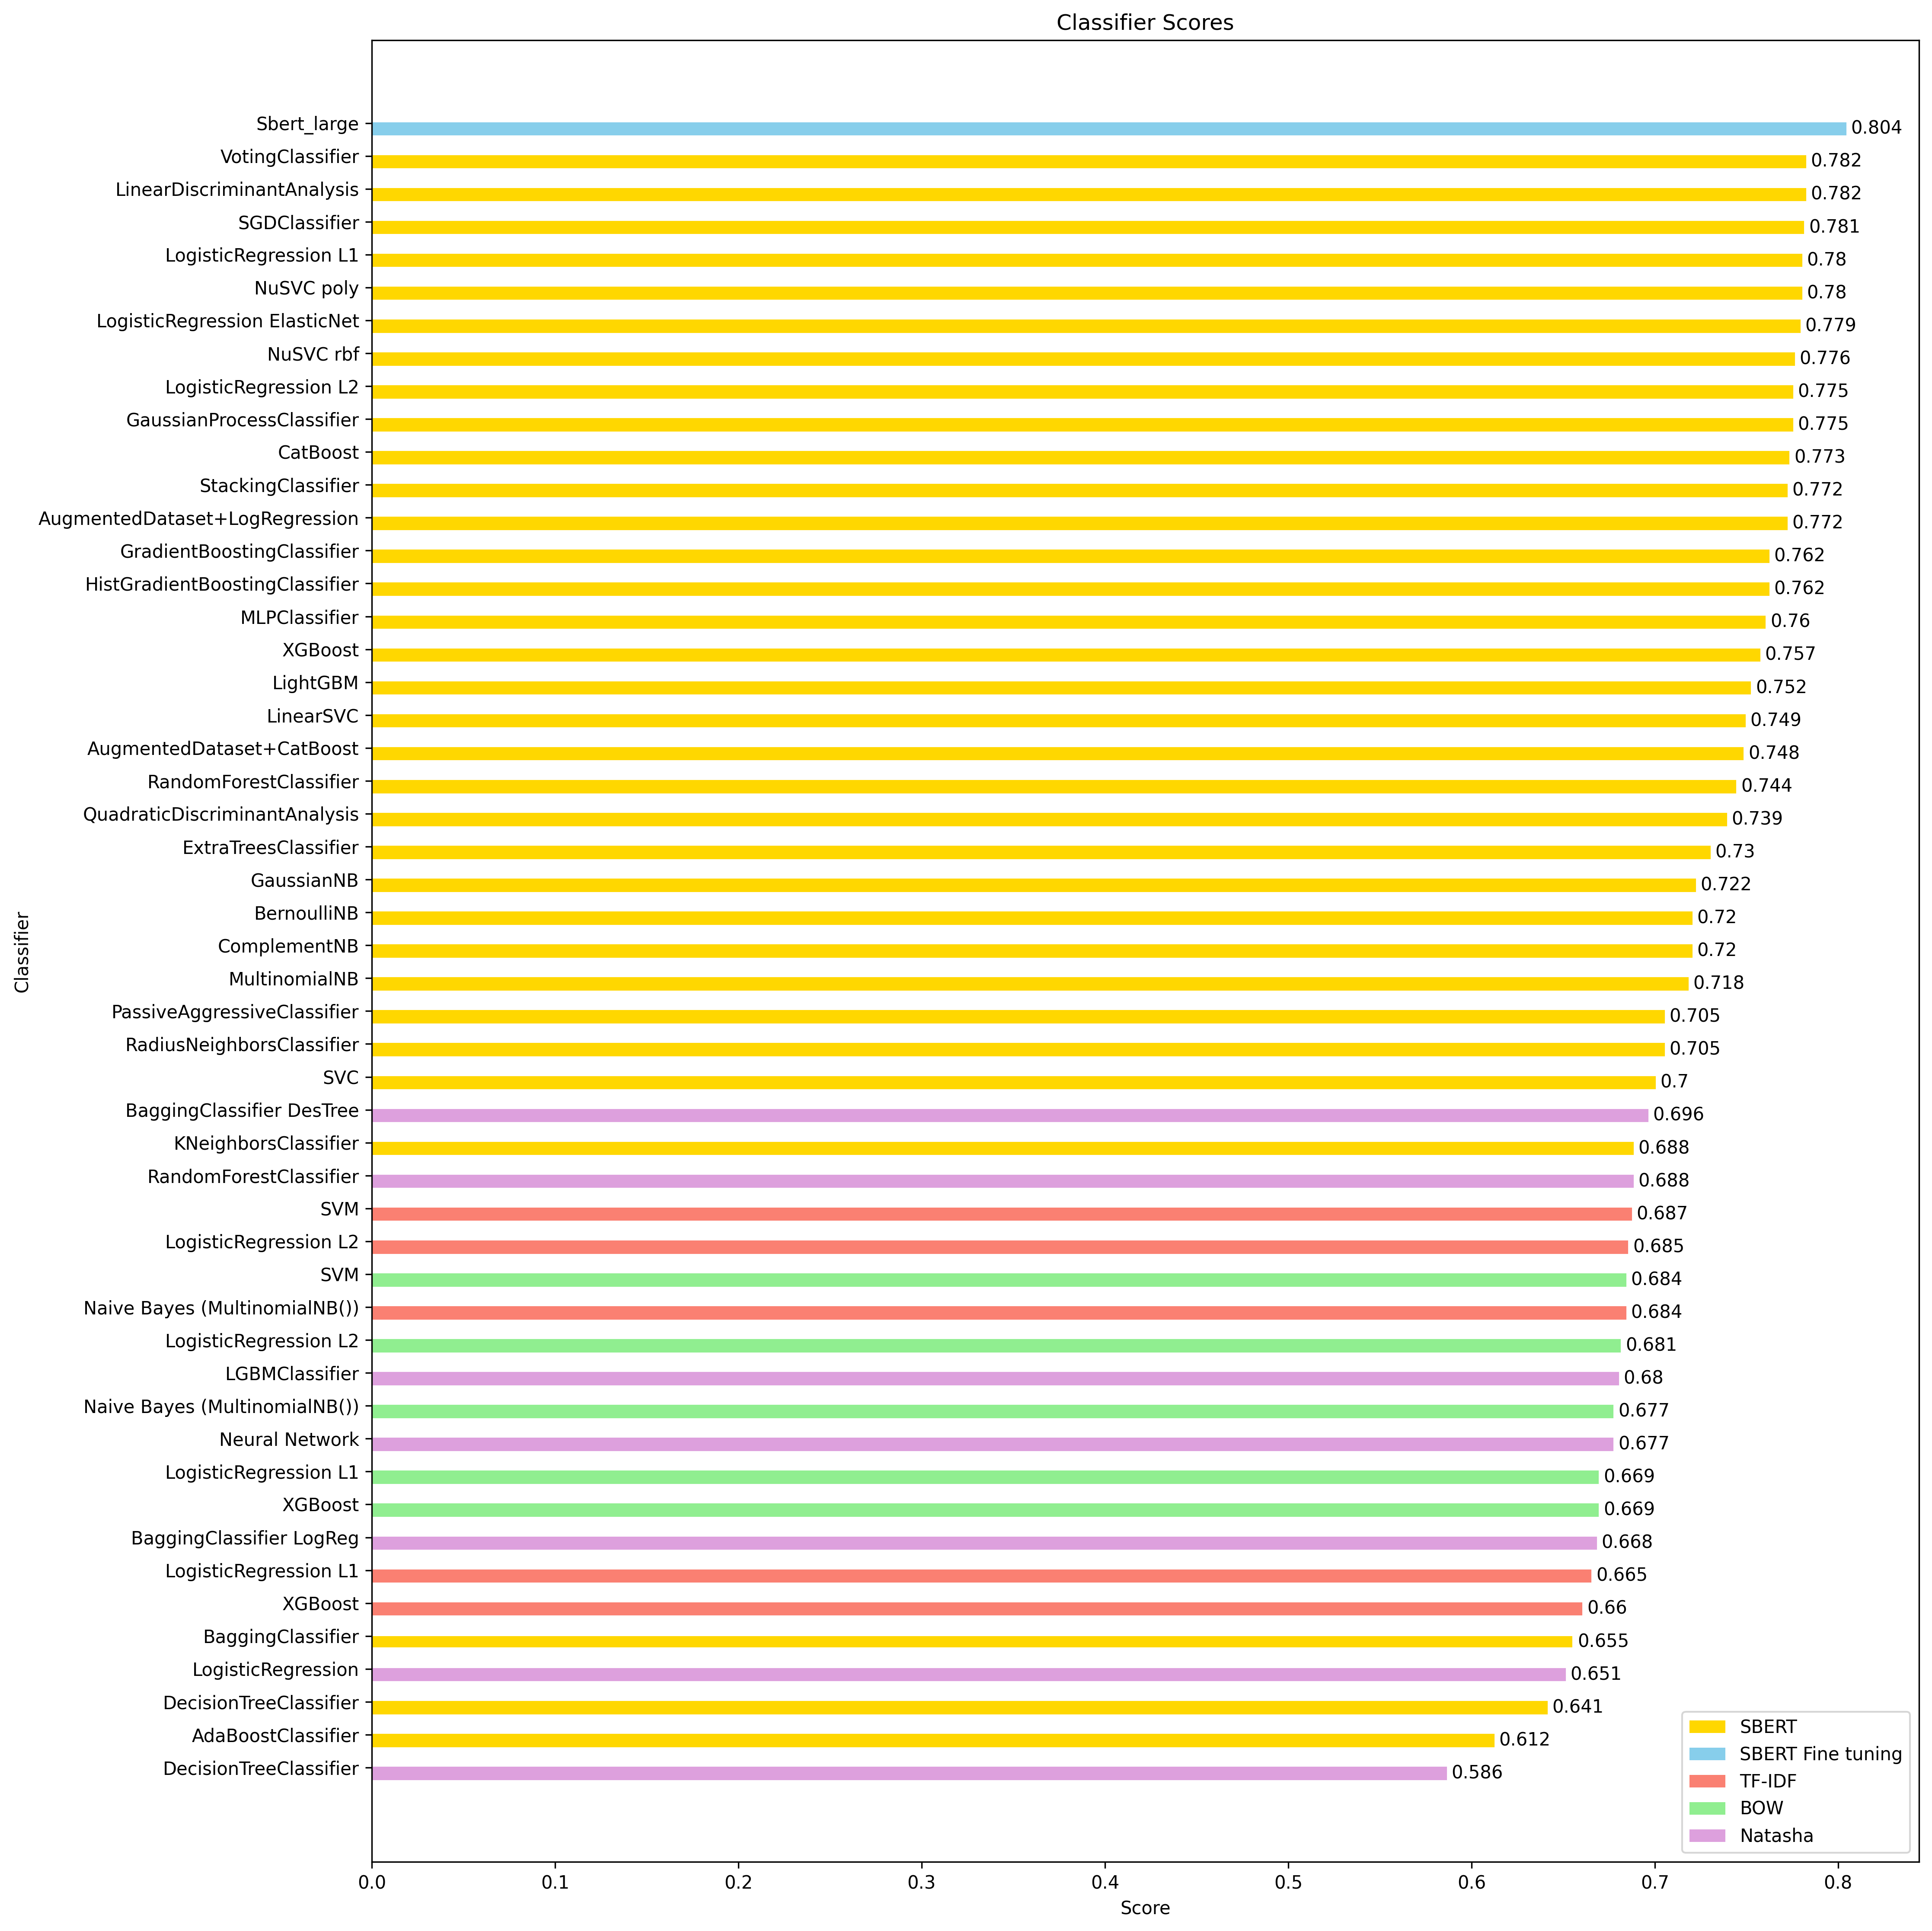 Classifier Scores
Sbert_large 0.804
VotingClassifier 0.782
LinearDiscriminantAnalysis 0.782
SGDClassifier 0.781
LogisticRegression L1 0.78
NuSVC poly 0.78
LogisticRegression ElasticNet 0.779
NuSVC rbf 0.776
LogisticRegression L2 0.775
GaussianProcessClassifier 0.775
CatBoost 0.773
StackingClassifier 0.772
AugmentedDataset+LogRegression 0.772
GradientBoostingClassifier 0.762
HistGradientBoostingClassifier 0.762
MLPClassifier 0.76
XGBoost 0.757
LightGBM 0.752
LinearSVC 0.749
AugmentedDataset+CatBoost 0.748
RandomForestClassifier 0.744
QuadraticDiscriminantAnalysis 0.739
ExtraTreesClassifier 0.73
GaussianNB 0.722
BernoulliNB 0.72
ComplementNB 0.72
MultinomialNB 0.718
PassiveAggressiveClassifier 0.705
RadiusNeighborsClassifier 0.705
SVC 0.7
BaggingClassifier DesTree 0.696
KNeighborsClassifier 0.688
RandomForestClassifier 0.688
SVM 0.687
LogisticRegression L2 0.685
SVM 0.684
Naive Bayes (MultinomialNB()) 0.684
LogisticRegression L2 0.681
LGBMClassifier 0.68
Naive Bayes (MultinomialNB()) 0.677
Neural Network 0.677
LogisticRegression L1 0.669
XGBoost 0.669
BaggingClassifier LogReg 0.668
LogisticRegression L1 0.665
XGBoost 0.66
BaggingClassifier 0.655
LogisticRegression 0.651
DecisionTreeClassifier 0.641
AdaBoostClassifier 0.612
DecisionTreeClassifier 0.586
Classifier
SBERT
SBERT Fine tuning
TF-IDF
BOW
Natasha
0.0 0.1 0.2 0.3 0.4 0.5 0.6 0.7 0.8
Score